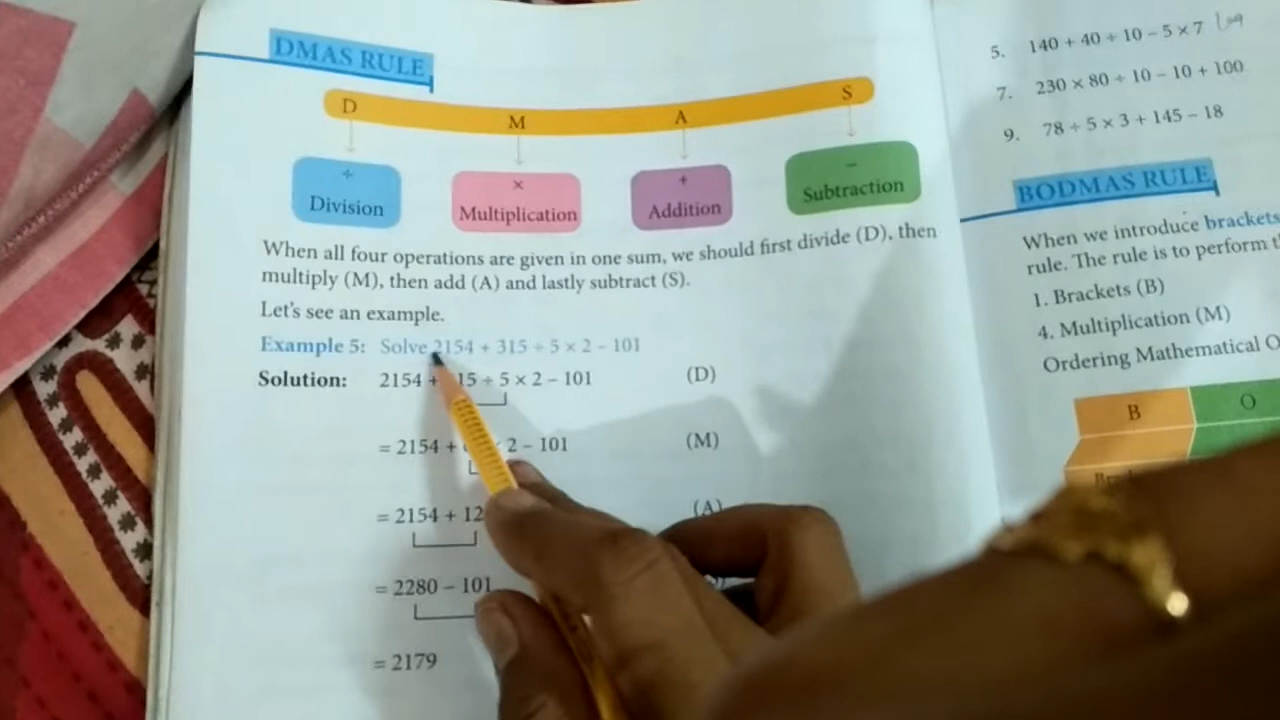 DMAS RULE
D M A S
÷ × + −
Division Multiplication Addition Subtraction
When all four operations are given in one sum, we should first divide (D), then
multiply (M), then add (A) and lastly subtract (S).
Let's see an example.
Example 5: Solve 2154 + 315 ÷ 5 × 2 − 101
Solution: 2154 + 15 ÷ 5 × 2 − 101 (D)
= 2154 + 2 − 101 (M)
= 2154 + 12 (A)
= 2280 − 101
= 2179
5. 140 + 40 ÷ 10 − 5 × 7
7. 230 × 80 ÷ 10 − 10 + 100
9. 78 ÷ 5 × 3 + 145 − 18
BODMAS RULE
When we introduce brackets
rule. The rule is to perform
1. Brackets (B)
4. Multiplication (M)
Ordering Mathematical O
B O